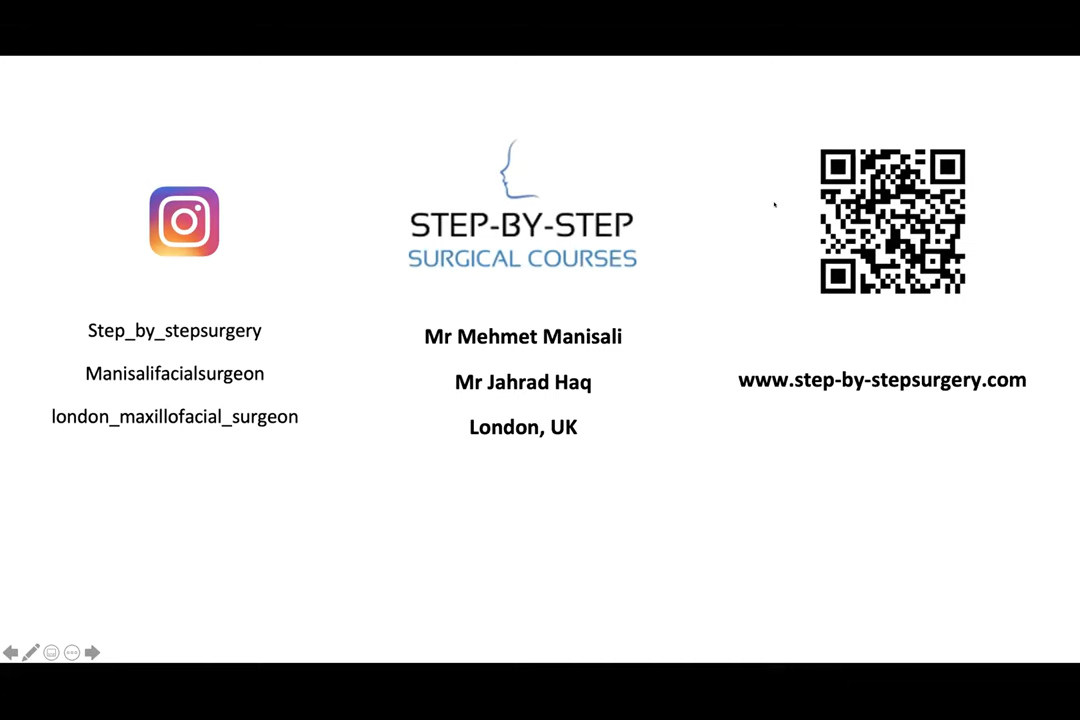 Step_by_stepsurgery
Manisalifacialsurgeon
london_maxillofacial_surgeon
STEP-BY-STEP
SURGICAL COURSES
Mr Mehmet Manisali
Mr Jahrad Haq
London, UK
www.step-by-stepsurgery.com